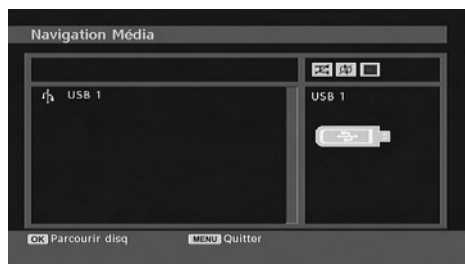 Navigation Média
USB 1
USB 1
OK Parcourir disq
MENU Quitter